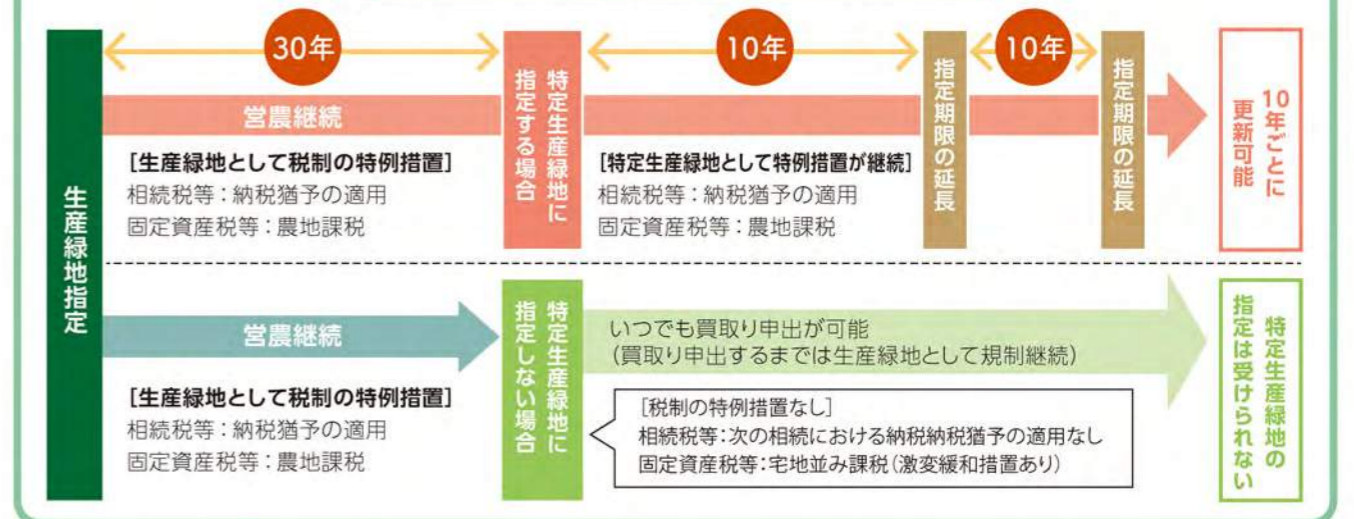 生産緑地指定
30年
営農継続
[生産緑地として税制の特例措置]
相続税等：納税猶予の適用
固定資産税等：農地課税
特定生産緑地に
指定する場合
10年
[特定生産緑地として特例措置が継続]
相続税等：納税猶予の適用
固定資産税等：農地課税
指定期限の延長
10年
指定期限の延長
10年ごとに
更新可能
営農継続
[生産緑地として税制の特例措置]
相続税等：納税猶予の適用
固定資産税等：農地課税
特定生産緑地に
指定しない場合
いつでも買取り申出が可能
(買取り申出するまでは生産緑地として規制継続)
[税制の特例措置なし]
相続税等：次の相続における納税納税猶予の適用なし
固定資産税等：宅地並み課税(激変緩和措置あり)
特定生産緑地の
指定は受けられない